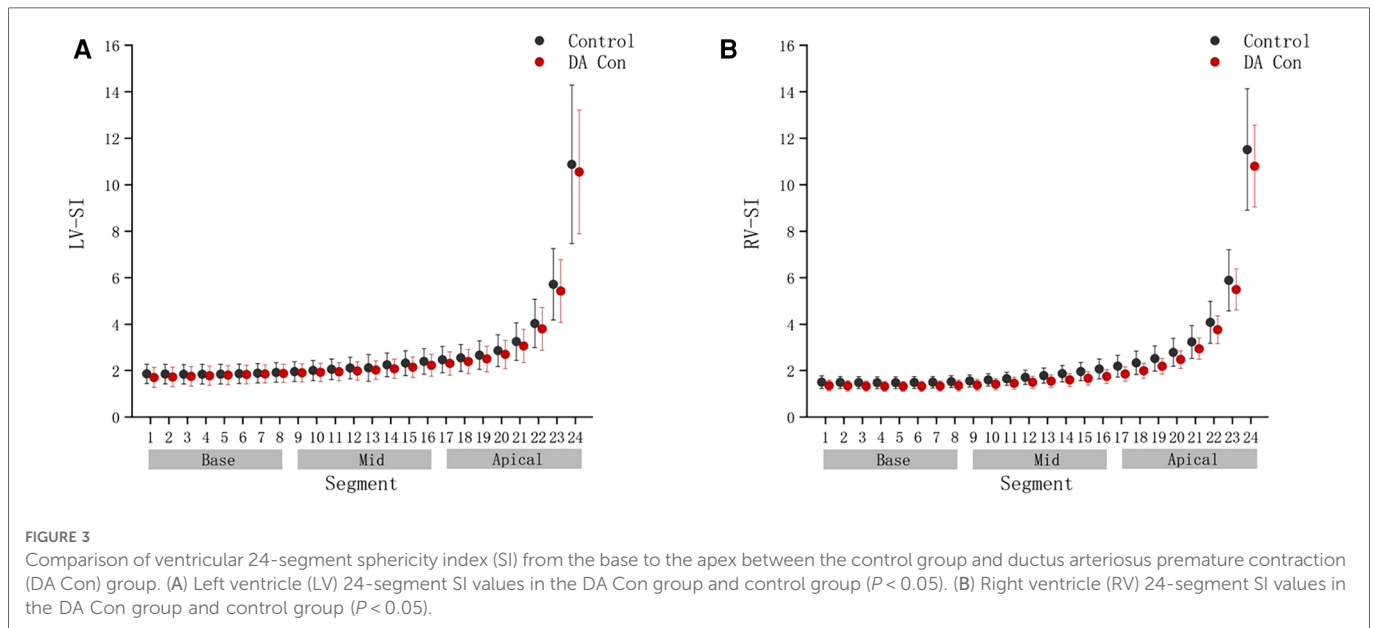 A
Control
DA Con
16
14
12
10
8
6
4
2
0
LV-SI
1 2 3 4 5 6 7 8 9 10 11 12 13 14 15 16 17 18 19 20 21 22 23 24
Base Mid Apical
Segment
B
Control
DA Con
16
14
12
10
8
6
4
2
0
RV-SI
1 2 3 4 5 6 7 8 9 10 11 12 13 14 15 16 17 18 19 20 21 22 23 24
Base Mid Apical
Segment
FIGURE 3
Comparison of ventricular 24-segment sphericity index (SI) from the base to the apex between the control group and ductus arteriosus premature contraction
(DA Con) group. (A) Left ventricle (LV) 24-segment SI values in the DA Con group and control group (P < 0.05). (B) Right ventricle (RV) 24-segment SI values in
the DA Con group and control group (P < 0.05).